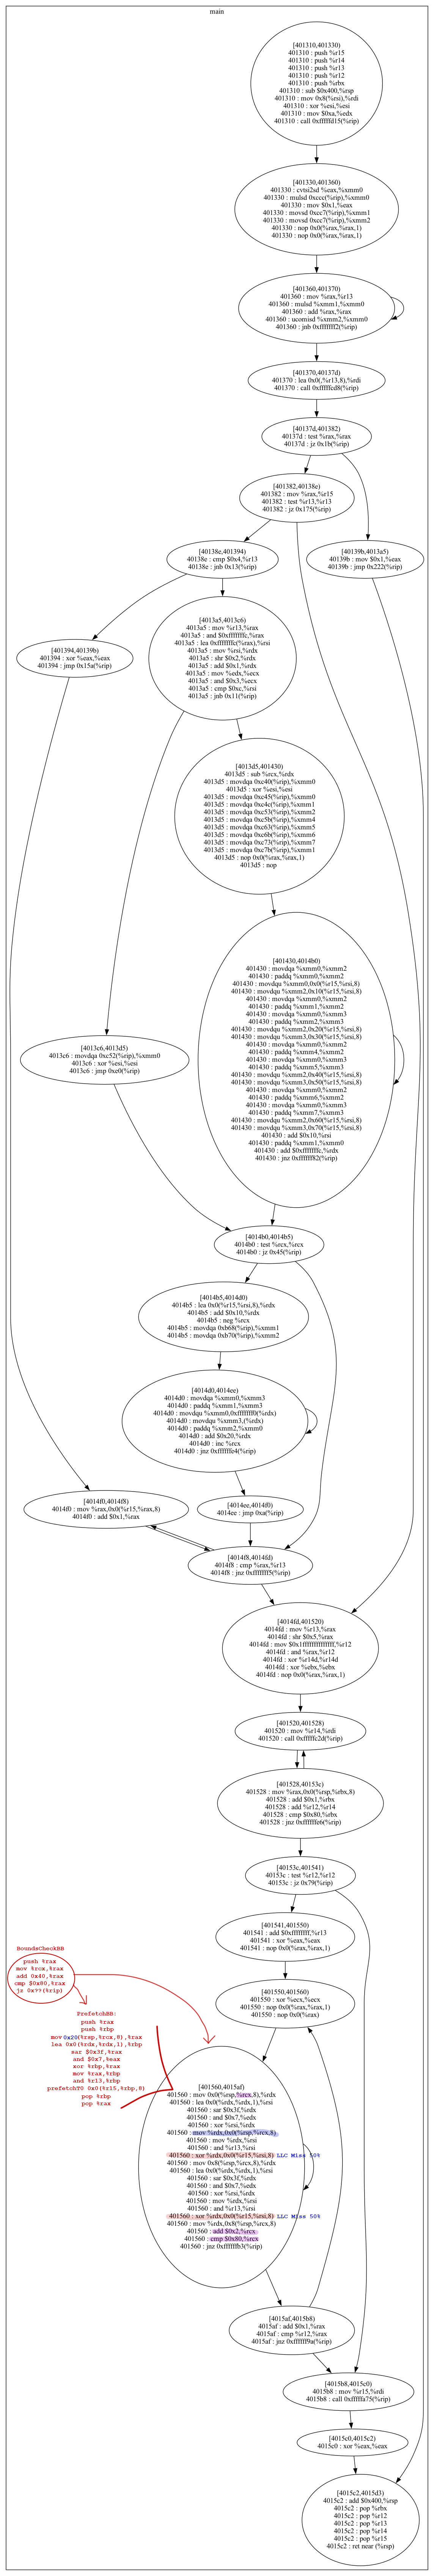 main
[401310,401330)
401310 : push %r15
401310 : push %r14
401310 : push %r13
401310 : push %r12
401310 : push %rbx
401310 : sub $0x400,%rsp
401310 : mov 0x8(%rsi),%rdi
401310 : xor %esi,%esi
401310 : mov $0xa,%edx
401310 : call 0xfffffd15(%rip)
[401330,401360)
401330 : cvtsi2sd %eax,%xmm0
401330 : mulsd 0xccc(%rip),%xmm0
401330 : mov $0x1,%eax
401330 : movsd 0xcc7(%rip),%xmm1
401330 : movsd 0xcc7(%rip),%xmm2
401330 : nop 0x0(%rax,%rax,1)
401330 : nop 0x0(%rax,%rax,1)
[401360,401370)
401360 : mov %rax,%r13
401360 : mulsd %xmm1,%xmm0
401360 : add %rax,%rax
401360 : ucomisd %xmm2,%xmm0
401360 : jnb 0xfffffff2(%rip)
[401370,40137d)
401370 : lea 0x0(,%r13,8),%rdi
401370 : call 0xfffffcd8(%rip)
[40137d,401382)
40137d : test %rax,%rax
40137d : jz 0x1b(%rip)
[401382,40138e)
401382 : mov %rax,%r15
401382 : test %r13,%r13
401382 : jz 0x175(%rip)
[40138e,401394)
40138e : cmp $0x4,%r13
40138e : jnb 0x13(%rip)
[40139b,4013a5)
40139b : mov $0x1,%eax
40139b : jmp 0x222(%rip)
[401394,40139b)
401394 : xor %eax,%eax
401394 : jmp 0x15a(%rip)
[4013a5,4013c6)
4013a5 : mov %r13,%rax
4013a5 : and $0xfffffffc,%rax
4013a5 : lea 0xfffffffc(%rax),%rsi
4013a5 : mov %rsi,%rdx
4013a5 : shr $0x2,%rdx
4013a5 : add $0x1,%rdx
4013a5 : mov %edx,%ecx
4013a5 : and $0x3,%ecx
4013a5 : cmp $0xc,%rsi
4013a5 : jnb 0x11(%rip)
[4013d5,401430)
4013d5 : sub %rcx,%rdx
4013d5 : movdqa 0xc40(%rip),%xmm0
4013d5 : xor %esi,%esi
4013d5 : movdqa 0xc45(%rip),%xmm0
4013d5 : movdqa 0xc4c(%rip),%xmm1
4013d5 : movdqa 0xc53(%rip),%xmm2
4013d5 : movdqa 0xc5b(%rip),%xmm4
4013d5 : movdqa 0xc63(%rip),%xmm5
4013d5 : movdqa 0xc6b(%rip),%xmm6
4013d5 : movdqa 0xc73(%rip),%xmm7
4013d5 : movdqa 0xc7b(%rip),%xmm1
4013d5 : nop 0x0(%rax,%rax,1)
4013d5 : nop
[401430,4014b0)
401430 : movdqa %xmm0,%xmm2
401430 : paddq %xmm1,%xmm2
401430 : movdqu %xmm0,0x0(%r15,%rsi,8)
401430 : movdqu %xmm2,0x10(%r15,%rsi,8)
401430 : movdqa %xmm0,%xmm2
401430 : paddq %xmm1,%xmm2
401430 : movdqa %xmm0,%xmm3
401430 : paddq %xmm2,%xmm3
401430 : movdqu %xmm2,0x20(%r15,%rsi,8)
401430 : movdqu %xmm3,0x30(%r15,%rsi,8)
401430 : movdqa %xmm0,%xmm2
401430 : paddq %xmm4,%xmm2
401430 : movdqa %xmm0,%xmm3
401430 : paddq %xmm5,%xmm3
401430 : movdqu %xmm2,0x40(%r15,%rsi,8)
401430 : movdqu %xmm3,0x50(%r15,%rsi,8)
401430 : movdqa %xmm0,%xmm2
401430 : paddq %xmm6,%xmm2
401430 : movdqa %xmm0,%xmm3
401430 : paddq %xmm7,%xmm3
401430 : movdqu %xmm2,0x60(%r15,%rsi,8)
401430 : movdqu %xmm3,0x70(%r15,%rsi,8)
401430 : add $0x10,%rsi
401430 : paddq %xmm1,%xmm0
401430 : add $0xfffffffc,%rdx
401430 : jnz 0xffffff82(%rip)
[4013c6,4013d5)
4013c6 : movdqa 0xc52(%rip),%xmm0
4013c6 : xor %esi,%esi
4013c6 : jmp 0xe0(%rip)
[4014b0,4014b5)
4014b0 : test %rcx,%rcx
4014b0 : jz 0x45(%rip)
[4014b5,4014d0)
4014b5 : lea 0x0(%r15,%rsi,8),%rdx
4014b5 : add $0x10,%rdx
4014b5 : neg %rcx
4014b5 : movdqa 0xb68(%rip),%xmm1
4014b5 : movdqa 0xb70(%rip),%xmm2
[4014d0,4014ee)
4014d0 : movdqa %xmm0,%xmm3
4014d0 : paddq %xmm1,%xmm3
4014d0 : movdqu %xmm0,0xfffffff0(%rdx)
4014d0 : movdqu %xmm3,(%rdx)
4014d0 : paddq %xmm2,%xmm0
4014d0 : add $0x20,%rdx
4014d0 : inc %rcx
4014d0 : jnz 0xffffffe4(%rip)
[4014f0,4014f8)
4014f0 : mov %rax,0x0(%r15,%rax,8)
4014f0 : add $0x1,%rax
[4014ee,4014f0)
4014ee : jmp 0xa(%rip)
[4014f8,4014fd)
4014f8 : cmp %rax,%r13
4014f8 : jnz 0xfffffff5(%rip)
[4014fd,401520)
4014fd : mov %r13,%rax
4014fd : shr $0x5,%rax
4014fd : mov $0x1ffffffffffffff,%r12
4014fd : and %rax,%r12
4014fd : xor %r14d,%r14d
4014fd : xor %ebx,%ebx
4014fd : nop 0x0(%rax,%rax,1)
[401520,401528)
401520 : mov %r14,%rdi
401520 : call 0xfffffc2d(%rip)
[401528,40153c)
401528 : mov %rax,0x0(%rsp,%rbx,8)
401528 : add $0x1,%rbx
401528 : add %r12,%r14
401528 : cmp $0x80,%rbx
401528 : jnz 0xffffffe6(%rip)
[40153c,401541)
40153c : test %r12,%r12
40153c : jz 0x79(%rip)
[401541,401550)
401541 : add $0xffffffff,%r13
401541 : xor %eax,%eax
401541 : nop 0x0(%rax,%rax,1)
[401550,401560)
401550 : xor %ecx,%ecx
401550 : nop 0x0(%rax,%rax,1)
401550 : nop 0x0(%rax)
BoundsCheckBB
push %rax
mov %rcx,%rax
add 0x40,%rax
cmp $0x80,%rax
jz 0x??(%rip)
PrefetchBB:
push %rax
push %rbp
mov 0x20(%rsp,%rcx,8),%rax
lea 0x0(%rdx,%rdx,1),%rbp
sar $0x3f,%rax
and $0x7,%eax
xor %rbp,%rax
mov %rax,%rbp
and %r13,%rbp
prefetchT0 0x0(%r15,%rbp,8)
pop %rbp
pop %rax
[401560,4015af)
401560 : mov 0x0(%rsp,%rcx,8),%rdx
401560 : lea 0x0(%rdx,%rdx,1),%rsi
401560 : sar $0x3f,%rdx
401560 : and $0x7,%edx
401560 : xor %rsi,%rdx
401560 : mov %rdx,0x0(%rsp,%rcx,8)
401560 : mov %rdx,%rsi
401560 : and %r13,%rsi
401560 : xor %rdx,0x0(%r15,%rsi,8) LLC Miss 50%
401560 : mov 0x8(%rsp,%rcx,8),%rdx
401560 : lea 0x0(%rdx,%rdx,1),%rsi
401560 : sar $0x3f,%rdx
401560 : and $0x7,%edx
401560 : xor %rsi,%rdx
401560 : mov %rdx,%rsi
401560 : and %r13,%rsi
401560 : xor %rdx,0x0(%r15,%rsi,8) LLC Miss 50%
401560 : mov %rdx,0x8(%rsp,%rcx,8)
401560 : add $0x2,%rcx
401560 : cmp $0x80,%rcx
401560 : jnz 0xffffffb3(%rip)
[4015af,4015b8)
4015af : add $0x1,%rax
4015af : cmp %r12,%rax
4015af : jnz 0xffffff9a(%rip)
[4015b8,4015c0)
4015b8 : mov %r15,%rdi
4015b8 : call 0xfffffa75(%rip)
[4015c0,4015c2)
4015c0 : xor %eax,%eax
[4015c2,4015d3)
4015c2 : add $0x400,%rsp
4015c2 : pop %rbx
4015c2 : pop %r12
4015c2 : pop %r13
4015c2 : pop %r14
4015c2 : pop %r15
4015c2 : ret near (%rsp)